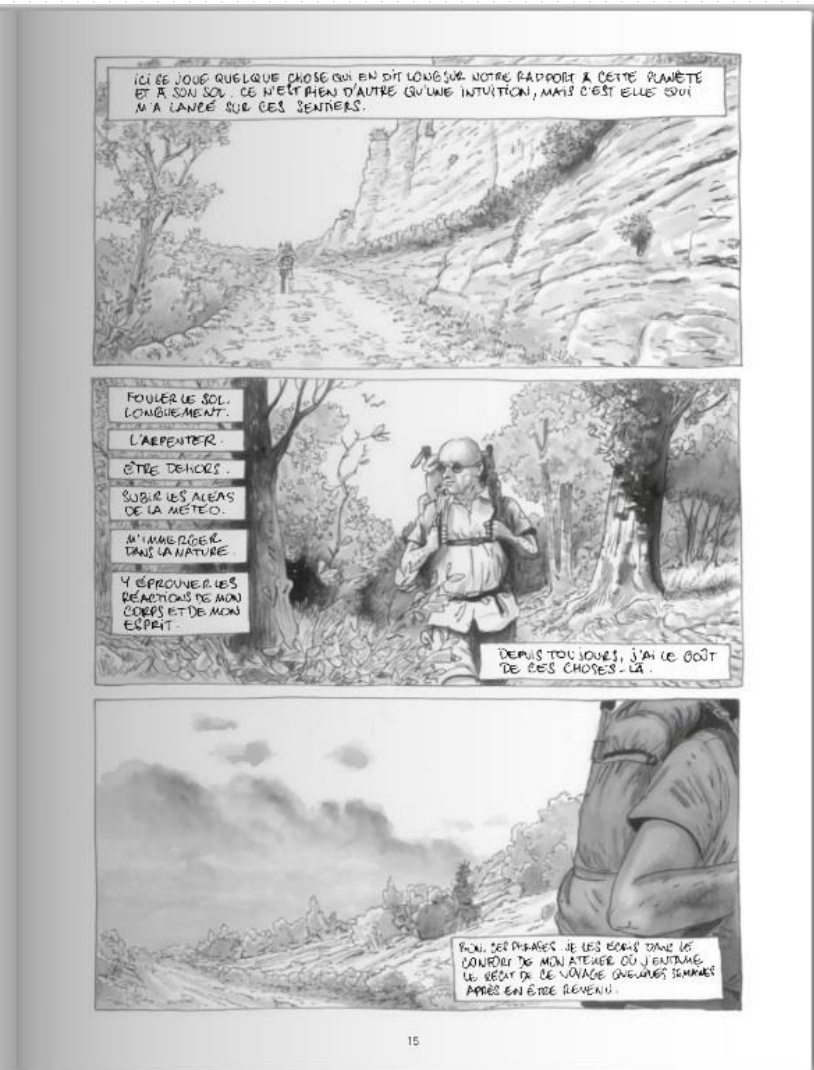 ICI SE JOUE QUELQUE CHOSE QUI EN DIT LONG SUR NOTRE RAPPORT À CETTE PLANÈTE
ET À SON SOL. CE N'EST RIEN D'AUTRE QU'UNE INTUITION, MAIS C'EST ELLE QUI
M'A LANCÉ SUR CES SENTIERS.
FOULER LE SOL.
LONGUEMENT.
L'ARPENTER.
ÊTRE DEHORS.
SUBIR LES ALÉAS
DE LA MÉTÉO.
M'IMMERGER
DANS LA NATURE.
Y ÉPROUVER LES
RÉACTIONS DE MON
CORPS ET DE MON
ESPRIT.
DEPUIS TOUJOURS, J'AI LE GOÛT
DE CES CHOSES-LÀ.
BON. CES PHRASES, JE LES ÉCRIS DANS LE
CONFORT DE MON ATELIER OÙ J'ENTAME
LE RÉCIT DE CE VOYAGE QUELQUES SEMAINES
APRÈS EN ÊTRE REVENU.
15